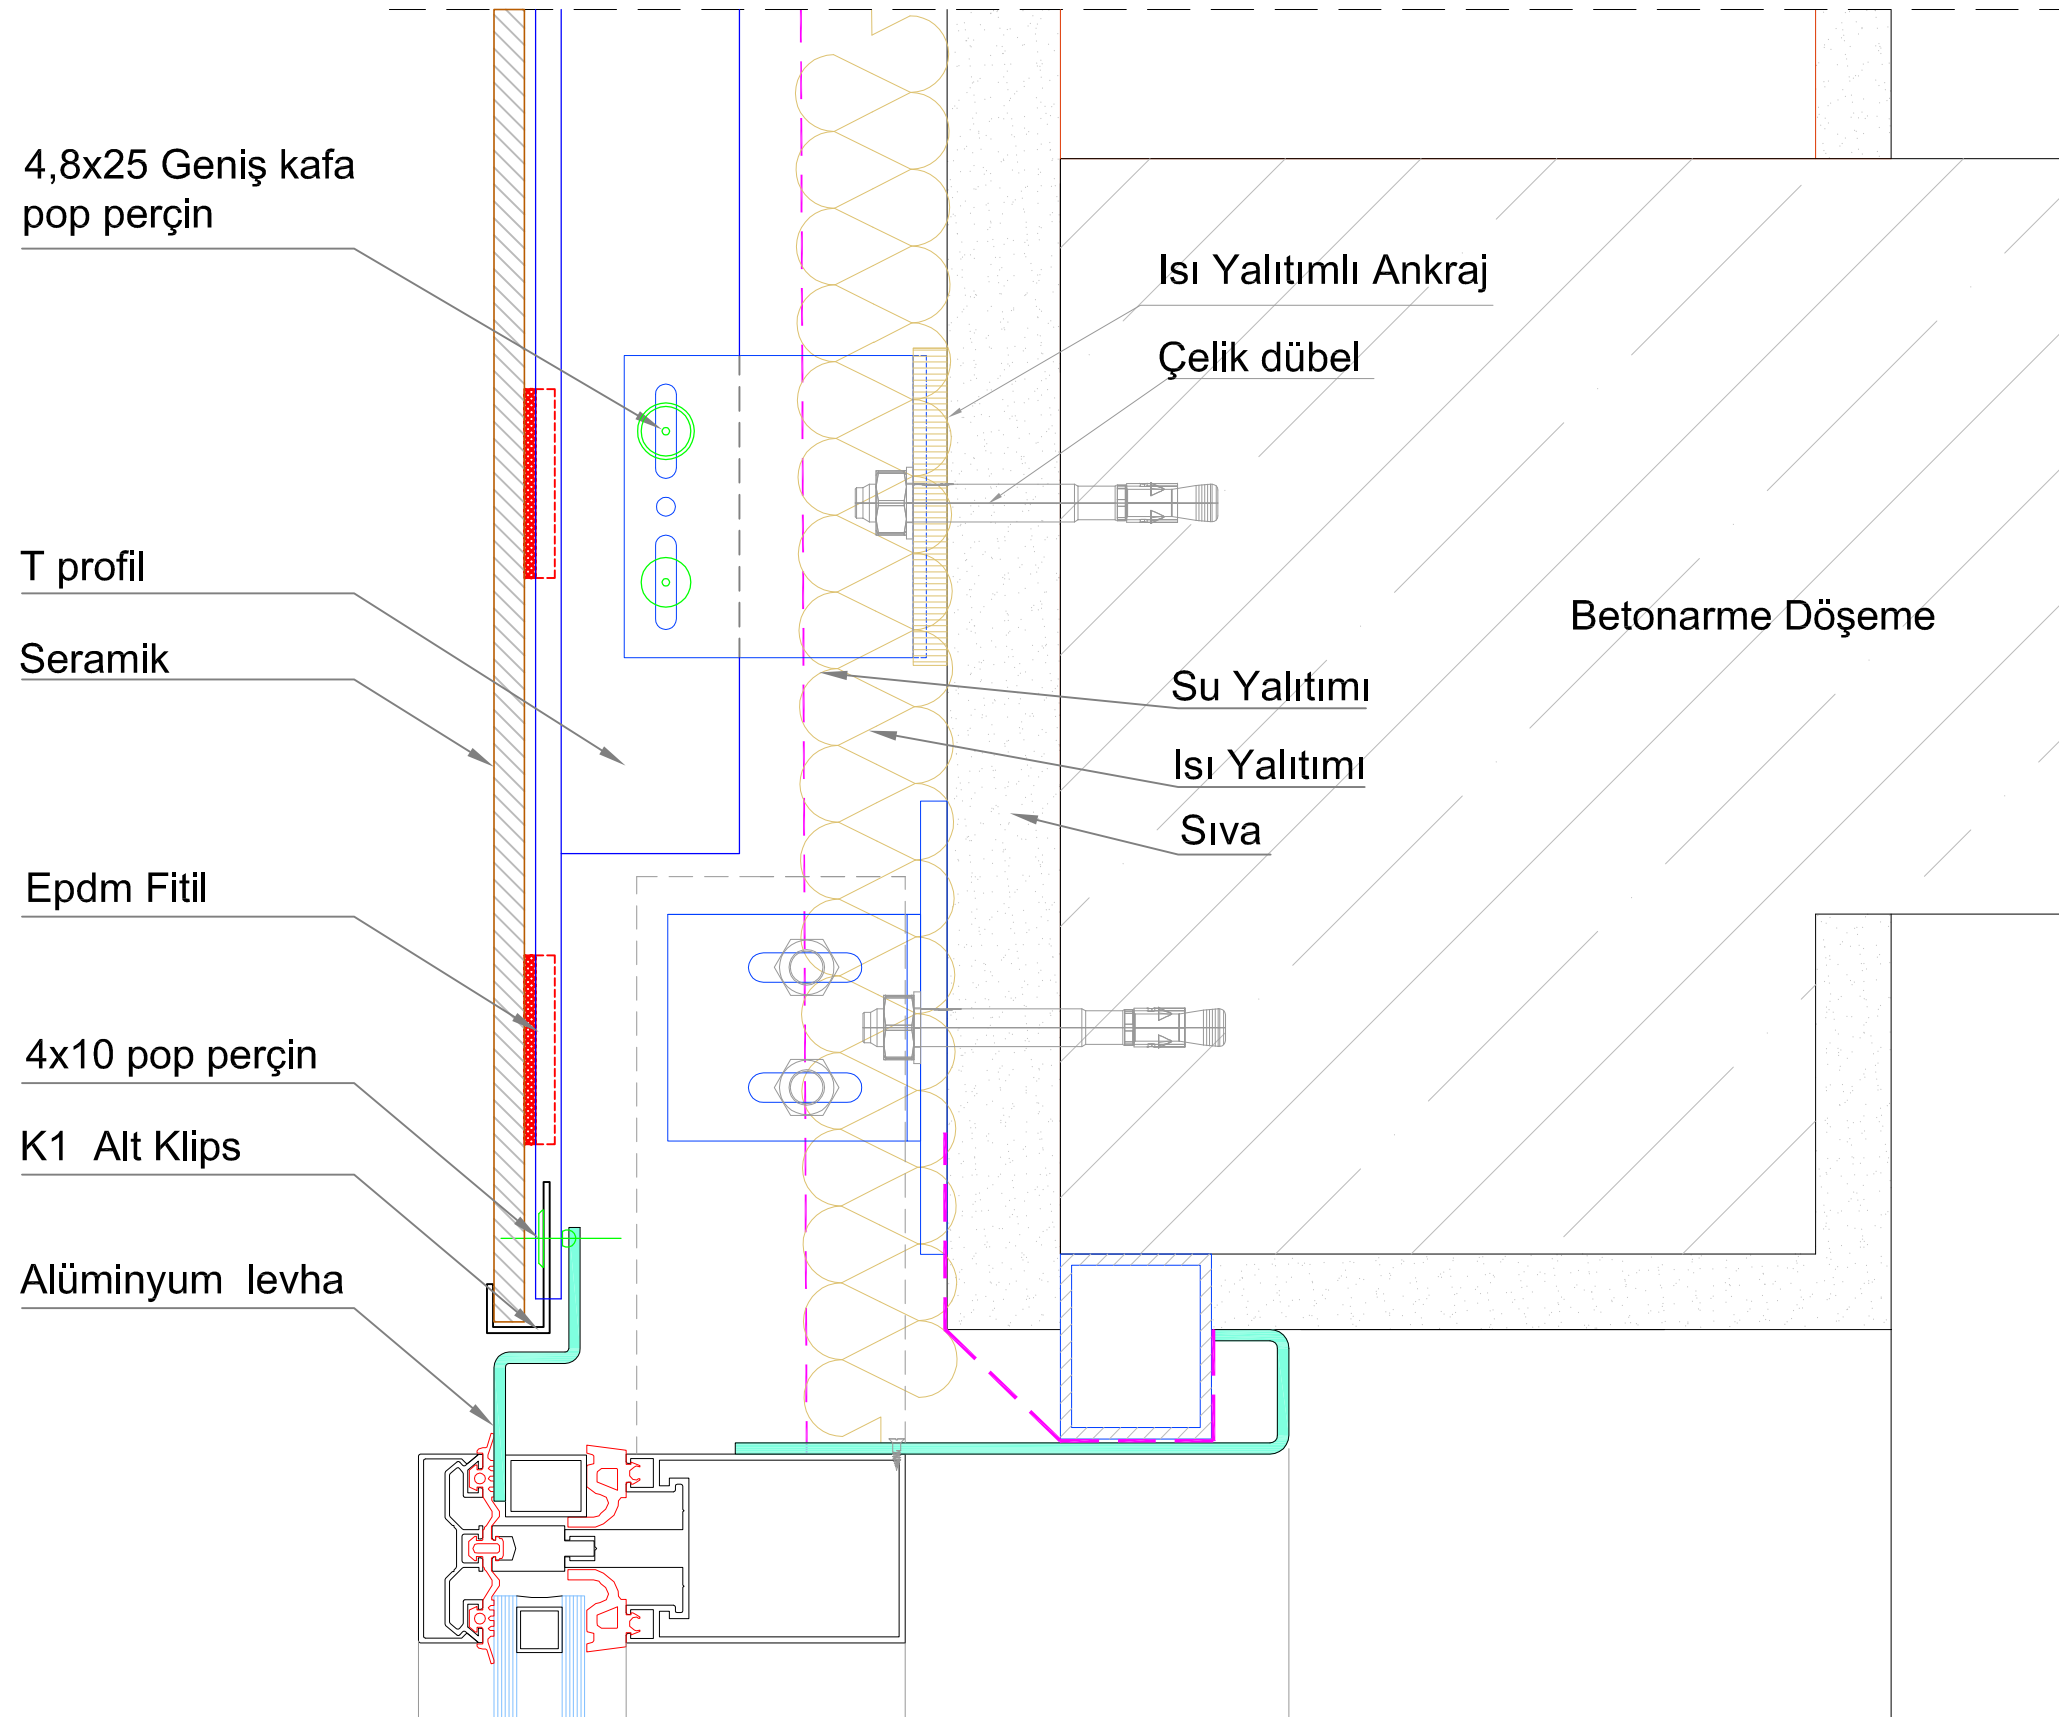 4,8x25 Geniş kafa
pop perçin
T profil
Seramik
Epdm Fitil
4x10 pop perçin
K1 Alt Klips
Alüminyum levha
Isı Yalıtımlı Ankraj
Çelik dübel
Betonarme Döşeme
Su Yalıtımı
Isı Yalıtımı
Sıva